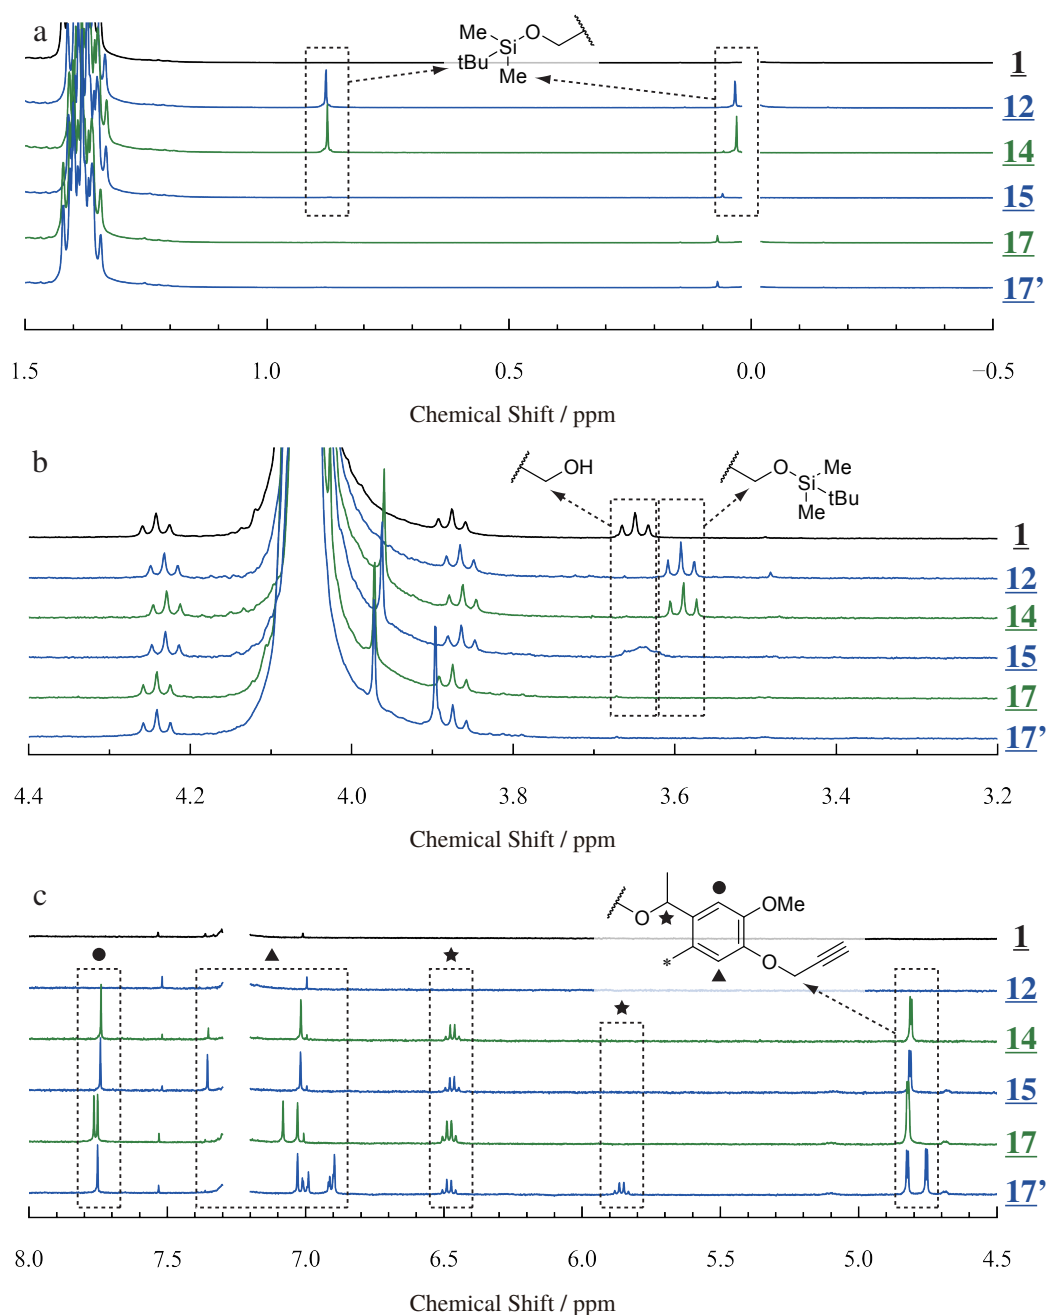 a
Me
O
Si
tBu
Me
1
12
14
15
17
17’
1.5 1.0 0.5 0.0 −0.5
Chemical Shift / ppm
b
OH
O
Me
Si
tBu
Me
1
12
14
15
17
17’
4.4 4.2 4.0 3.8 3.6 3.4 3.2
Chemical Shift / ppm
c
OMe
O
*
O
1
12
14
15
17
17’
8.0 7.5 7.0 6.5 6.0 5.5 5.0 4.5
Chemical Shift / ppm